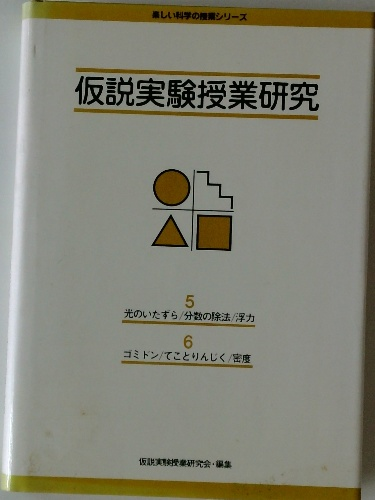 楽しい科学の授業シリーズ
仮説実験授業研究
5
光のいたずら/分数の除法/浮力
6
ゴミドン/てことりんじく/密度
仮説実験授業研究会・編集